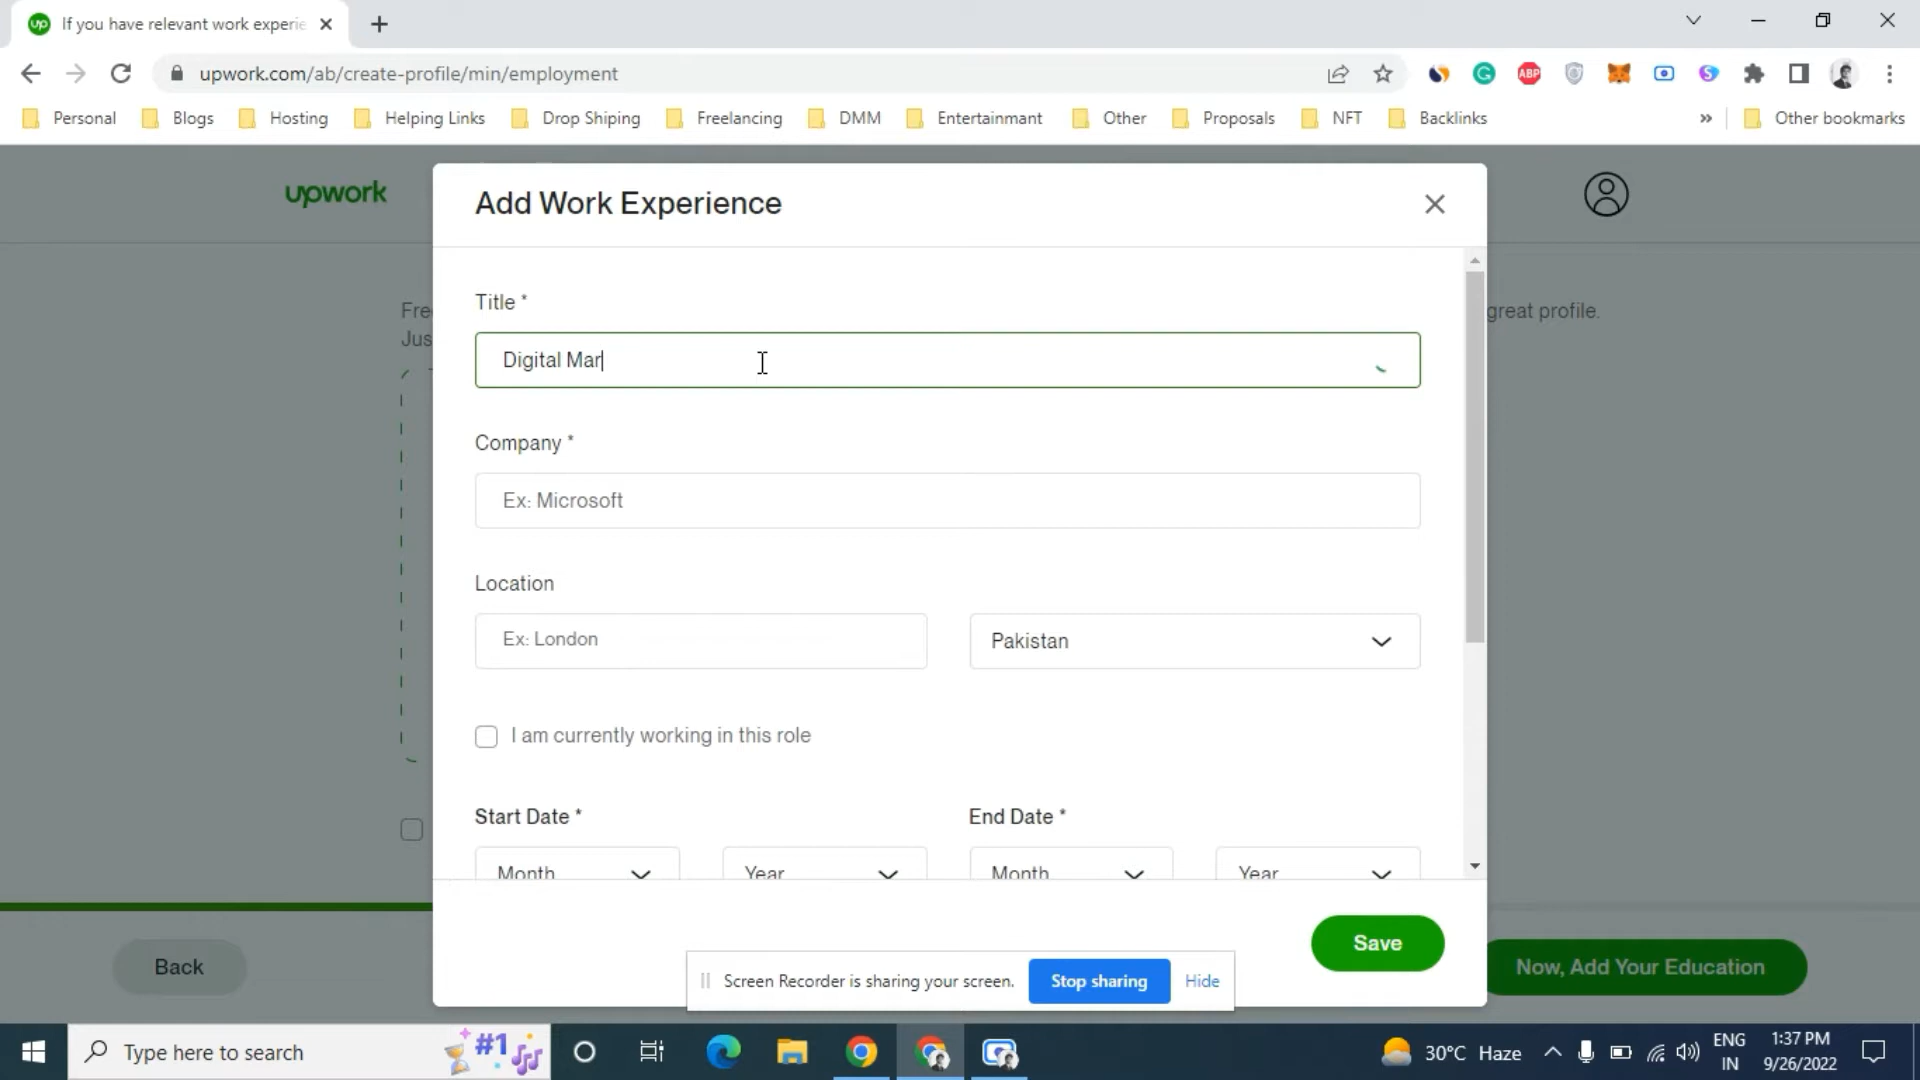 If you have relevant work experie
upwork.com/ab/create-profile/min/employment
ABP
Personal Blogs Hosting Helping Links Drop Shiping Freelancing DMM Entertainmant Other Proposals NFT Backlinks » Other bookmarks
upwork
Add Work Experience
Fre
great profile.
Jus
Title *
Digital Mar
Company *
Ex: Microsoft
Location
Ex: London
Pakistan
I am currently working in this role
Start Date *
End Date *
Month Year Month Year
Back
Save
Now, Add Your Education
Screen Recorder is sharing your screen. Stop sharing Hide
Type here to search
#1
30°C Haze
ENG
IN
1:37 PM
9/26/2022